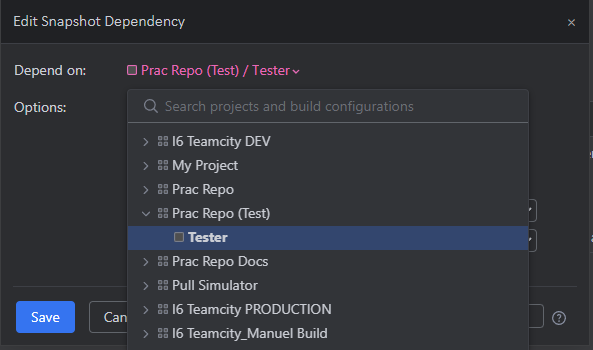 Edit Snapshot Dependency
Depend on: Prac Repo (Test) / Tester
Options:
Search projects and build configurations
I6 Teamcity DEV
My Project
Prac Repo
Prac Repo (Test)
Tester
Prac Repo Docs
Pull Simulator
I6 Teamcity PRODUCTION
I6 Teamcity_Manuel Build
Save
Can